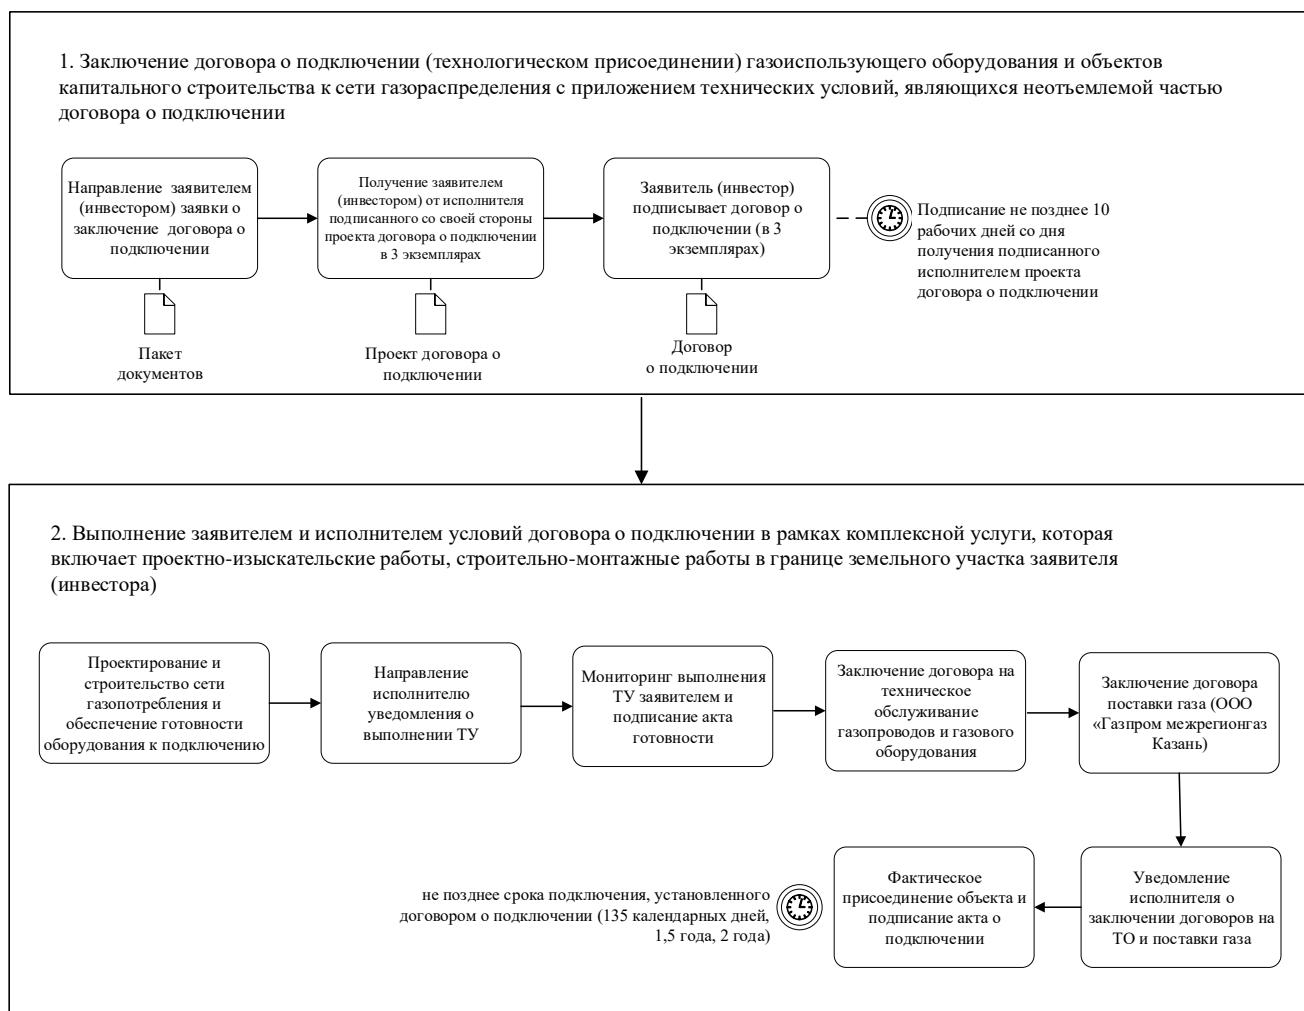 1. Заключение договора о подключении (технологическом присоединении) газоиспользующего оборудования и объектов
капитального строительства к сети газораспределения с приложением технических условий, являющихся неотъемлемой частью
договора о подключении
Направление заявителем
(инвестором) заявки о
заключение договора о
подключении
Получение заявителем
(инвестором) от исполнителя
подписанного со своей стороны
проекта договора о подключении
в 3 экземплярах
Заявитель (инвестор)
подписывает договор о
подключении (в 3
экземплярах)
Подписание не позднее 10
рабочих дней со дня
получения подписанного
исполнителем проекта
договора о подключении
Пакет
документов
Проект договора о
подключении
Договор
о подключении
2. Выполнение заявителем и исполнителем условий договора о подключении в рамках комплексной услуги, которая
включает проектно-изыскательские работы, строительно-монтажные работы в границе земельного участка заявителя
(инвестора)
Проектирование и
строительство сети
газопотребления и
обеспечение готовности
оборудования к подключению
Направление
исполнителю
уведомления о
выполнении ТУ
Мониторинг выполнения
ТУ заявителем и
подписание акта
готовности
Заключение договора на
техническое
обслуживание
газопроводов и газового
оборудования
Заключение договора
поставки газа (ООО
«Газпром межрегионгаз
Казань)
Уведомление
исполнителя о
заключении договоров на
ТО и поставки газа
Фактическое
присоединение объекта и
подписание акта о
подключении
не позднее срока подключения, установленного
договором о подключении (135 календарных дней,
1,5 года, 2 года)